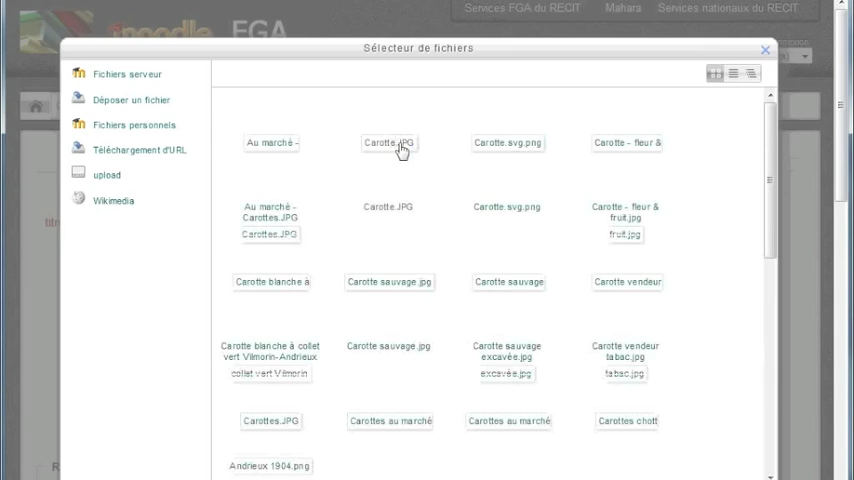 Services FGA du RECIT Mahara Services nationaux du RECIT
moodle FGA
Sélecteur de fichiers
Fichiers serveur
Déposer un fichier
Fichiers personnels
Téléchargement d'URL
upload
Wikimedia
Au marché - Carotte.JPG Carotte.svg.png Carotte - fleur &
Au marché - Carotte.JPG Carotte.svg.png Carotte - fleur &
Carottes.JPG fruit.jpg
Carottes.JPG fruit.jpg
Carotte blanche à Carotte sauvage.jpg Carotte sauvage Carotte vendeur
Carotte blanche à collet Carotte sauvage.jpg Carotte sauvage Carotte vendeur
vert Vilmorin-Andrieux excavée.jpg tabac.jpg
collet vert Vilmorin excavée.jpg tabac.jpg
Carottes.JPG Carottes au marché Carottes au marché Carottes chott
Andrieux 1904.png